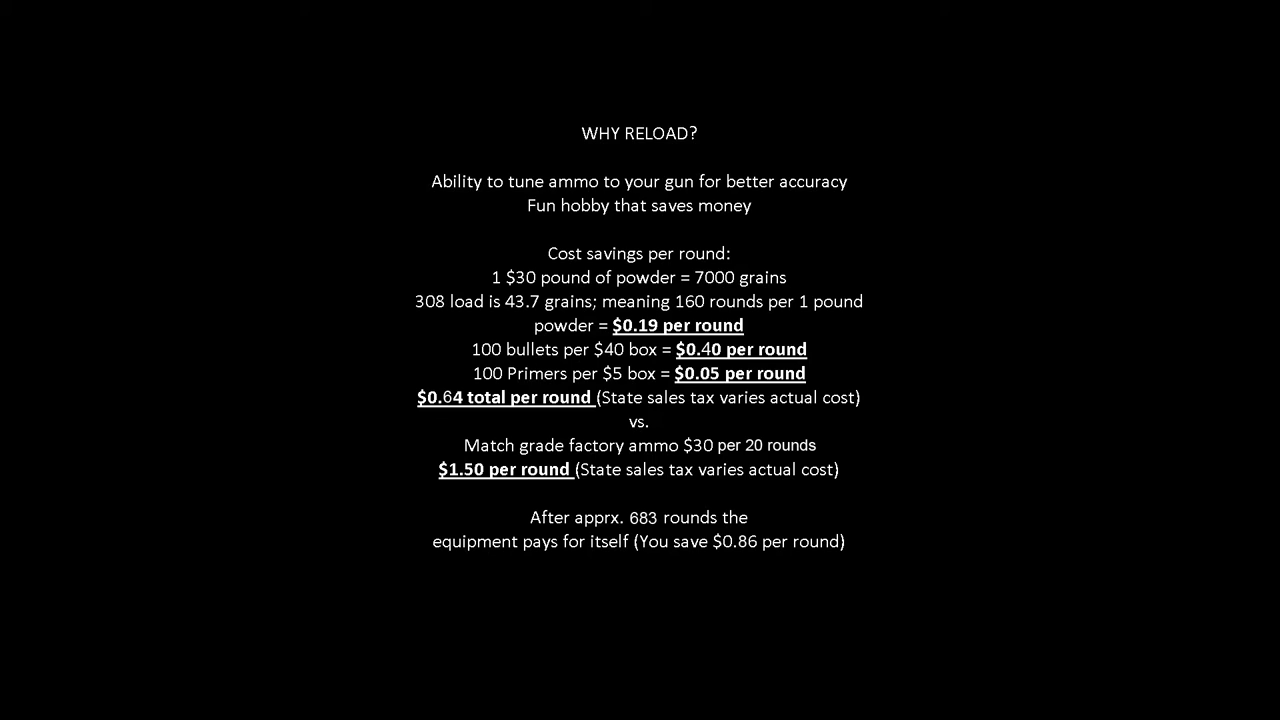 WHY RELOAD?
Ability to tune ammo to your gun for better accuracy
Fun hobby that saves money
Cost savings per round:
1 $30 pound of powder = 7000 grains
308 load is 43.7 grains; meaning 160 rounds per 1 pound
powder = $0.19 per round
100 bullets per $40 box = $0.40 per round
100 Primers per $5 box = $0.05 per round
$0.64 total per round (State sales tax varies actual cost)
vs.
Match grade factory ammo $30 per 20 rounds
$1.50 per round (State sales tax varies actual cost)
After apprx. 683 rounds the
equipment pays for itself (You save $0.86 per round)